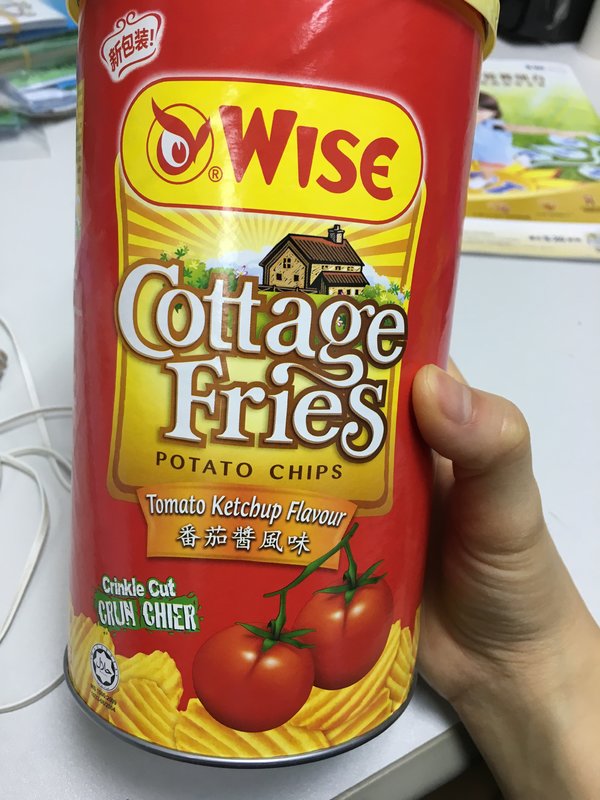 新包装!
WISE
®
Cottage
Fries
POTATO CHIPS
Tomato Ketchup Flavour
番茄醬風味
Crinkle Cut
CRUNCHIER